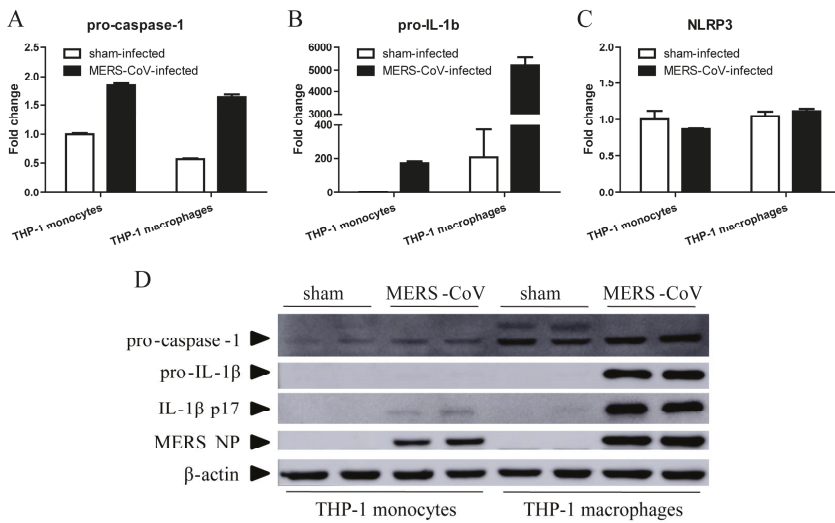 A
pro-caspase-1
sham-infected
MERS-CoV-infected
Fold change
2.5
2.0
1.5
1.0
0.5
0.0
THP-1 monocytes
THP-1 macrophages
B
pro-IL-1b
sham-infected
MERS-CoV-infected
Fold change
6000
5000
4000
3000
400
200
0
THP-1 monocytes
THP-1 macrophages
C
NLRP3
sham-infected
MERS-CoV-infected
Fold change
2.0
1.5
1.0
0.5
0.0
THP-1 monocytes
THP-1 macrophages
D
sham MERS -CoV sham MERS -CoV
pro-caspase -1
pro-IL-1β
IL-1β p17
MERS NP
β-actin
THP-1 monocytes THP-1 macrophages